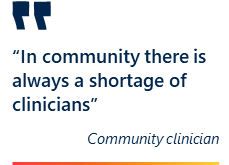 “In community there is
always a shortage of
clinicians”
Community clinician